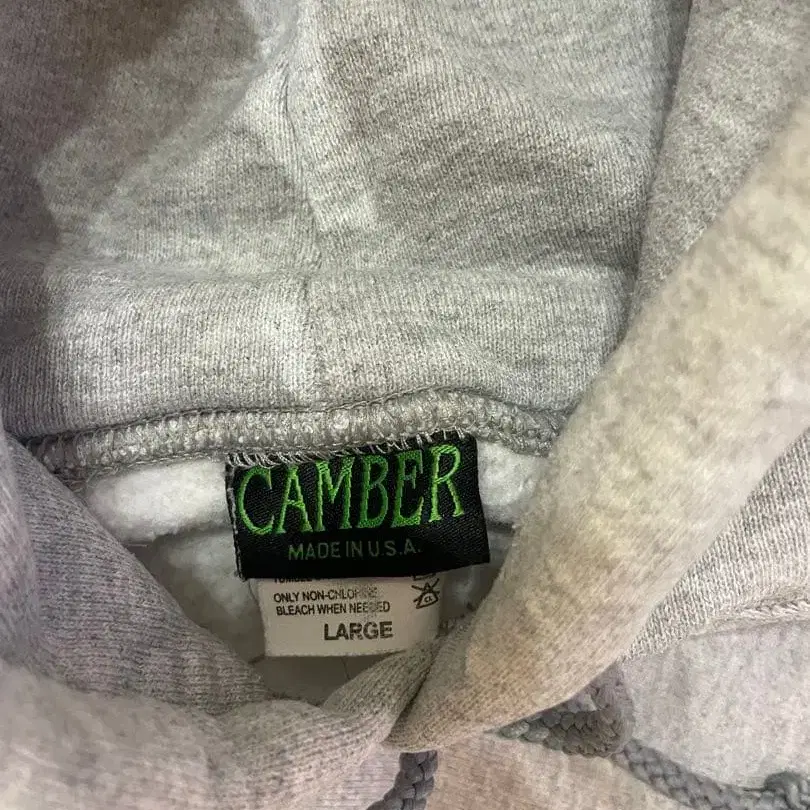 CAMBER
MADE IN U.S.A.
ONLY NON-CHLORINE
BLEACH WHEN NEEDED
LARGE